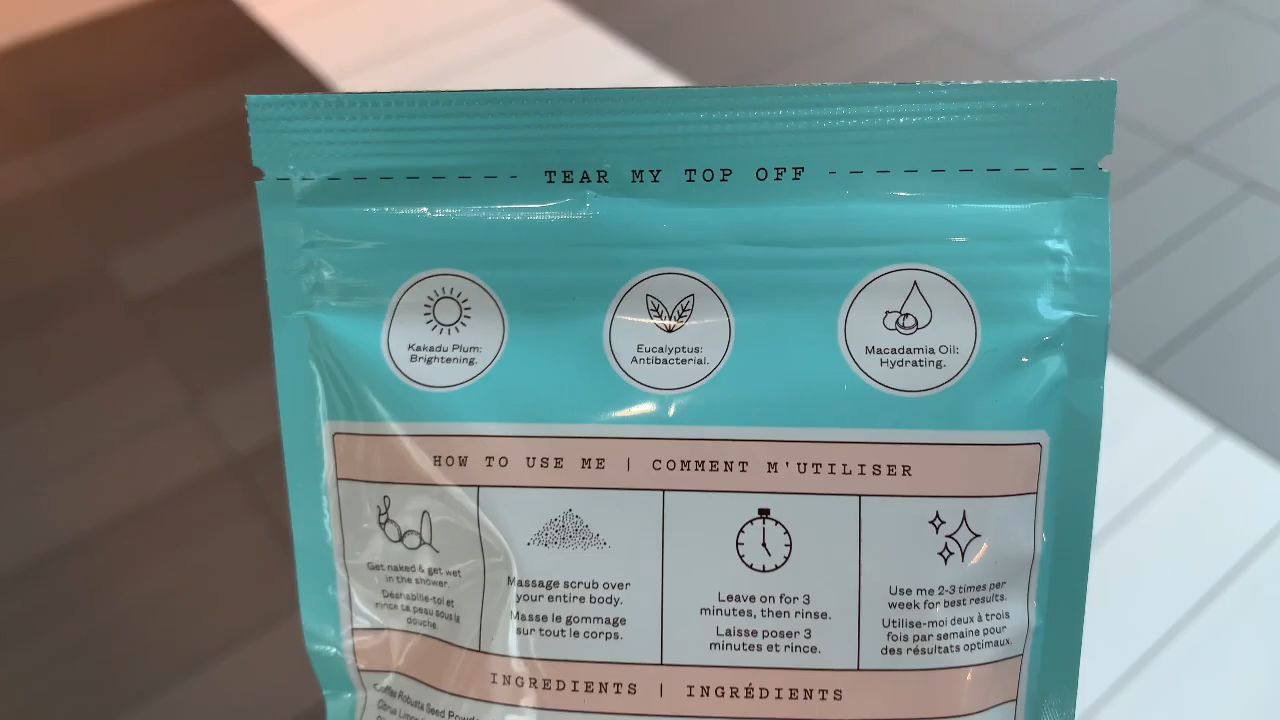 TEAR MY TOP OFF
Kakadu Plum:
Brightening.
Eucalyptus:
Antibacterial.
Macadamia Oil:
Hydrating.
HOW TO USE ME | COMMENT M'UTILISER
Get naked & get wet
in the shower.
Déshabille-toi et
rince ta peau sous la
douche.
Massage scrub over
your entire body.
Masse le gommage
sur tout le corps.
Leave on for 3
minutes, then rinse.
Laisse poser 3
minutes et rince.
Use me 2-3 times per
week for best results.
Utilise-moi deux à trois
fois par semaine pour
des résultats optimaux.
INGREDIENTS | INGRÉDIENTS
Coffea Robusta Seed Powder